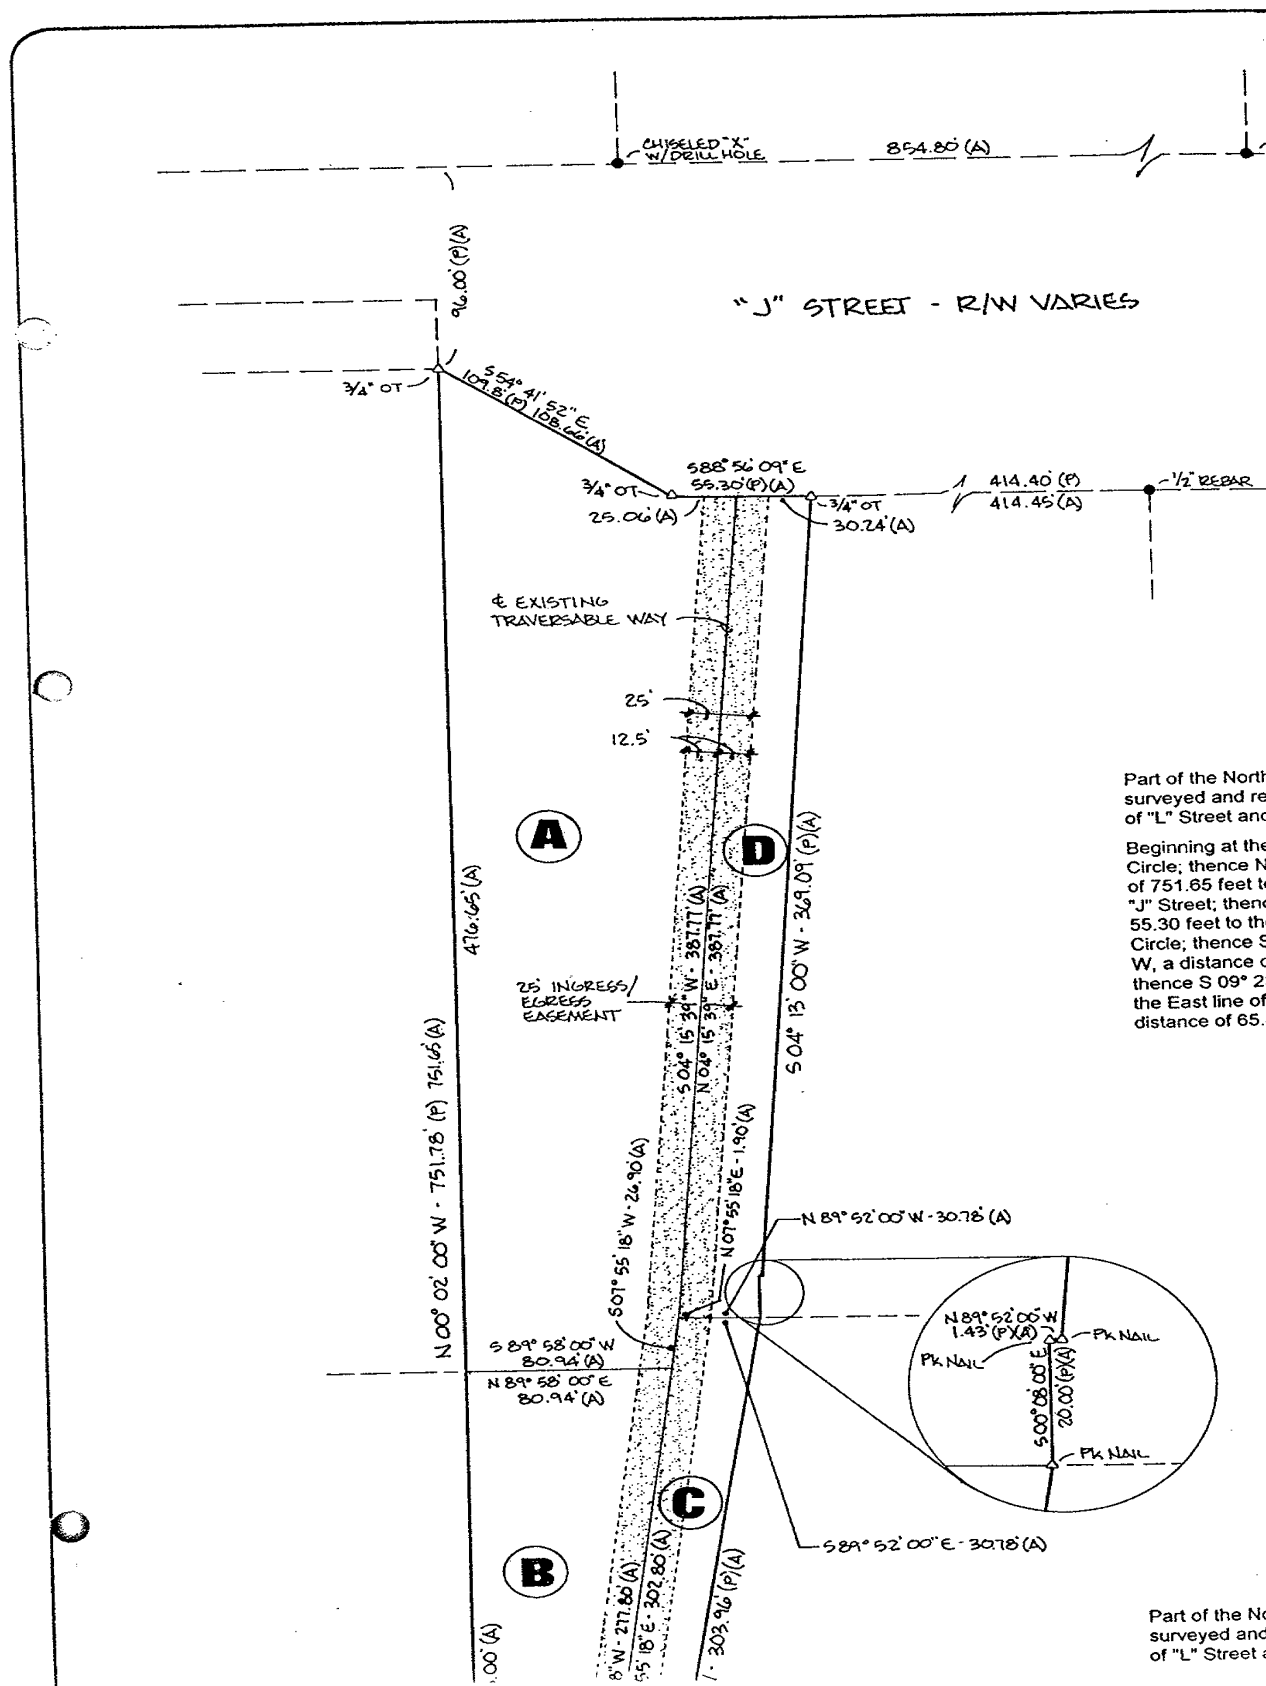 CHISELED "X"
W/DRILL HOLE
854.80' (A)
96.00' (P)(A)
"J" STREET - R/W VARIES
3/4" OT
S 54° 41' 52" E
109.8' (P) 108.66' (A)
S88° 56' 09" E
55.30' (P)(A)
3/4" OT
25.06' (A)
3/4" OT
30.24' (A)
414.40' (P)
414.45' (A)
1/2" REBAR
℄ EXISTING
TRAVERSABLE WAY
25'
12.5'
A
D
Part of the North
surveyed and re
of "L" Street and
Beginning at the
Circle; thence N
of 751.65 feet to
"J" Street; thenc
55.30 feet to the
Circle; thence S
W, a distance o
thence S 09° 2
the East line of
distance of 65.
476.65' (A)
S 04° 15' 39" W - 387.77' (A)
N 04° 15' 39" E - 387.77' (A)
S 04° 13' 00" W - 369.09' (P)(A)
25' INGRESS/
EGRESS
EASEMENT
N 00° 02' 00" W - 751.78' (P) 751.65' (A)
S07° 55' 18" W - 26.90' (A)
N 07° 55' 18" E - 1.90' (A)
N 89° 52' 00" W - 30.78' (A)
S 89° 58' 00" W
80.94' (A)
N 89° 58' 00" E
80.94' (A)
N 89° 52' 00" W
1.43' (P)(A)
PK NAIL
PK NAIL
S 00° 08' 00" E
20.00' (P)(A)
PK NAIL
C
S 89° 52' 00" E - 30.78' (A)
B
8" W - 277.80' (A)
55' 18" E - 302.80' (A)
- 303.96' (P)(A)
.00' (A)
Part of the No
surveyed and
of "L" Street a